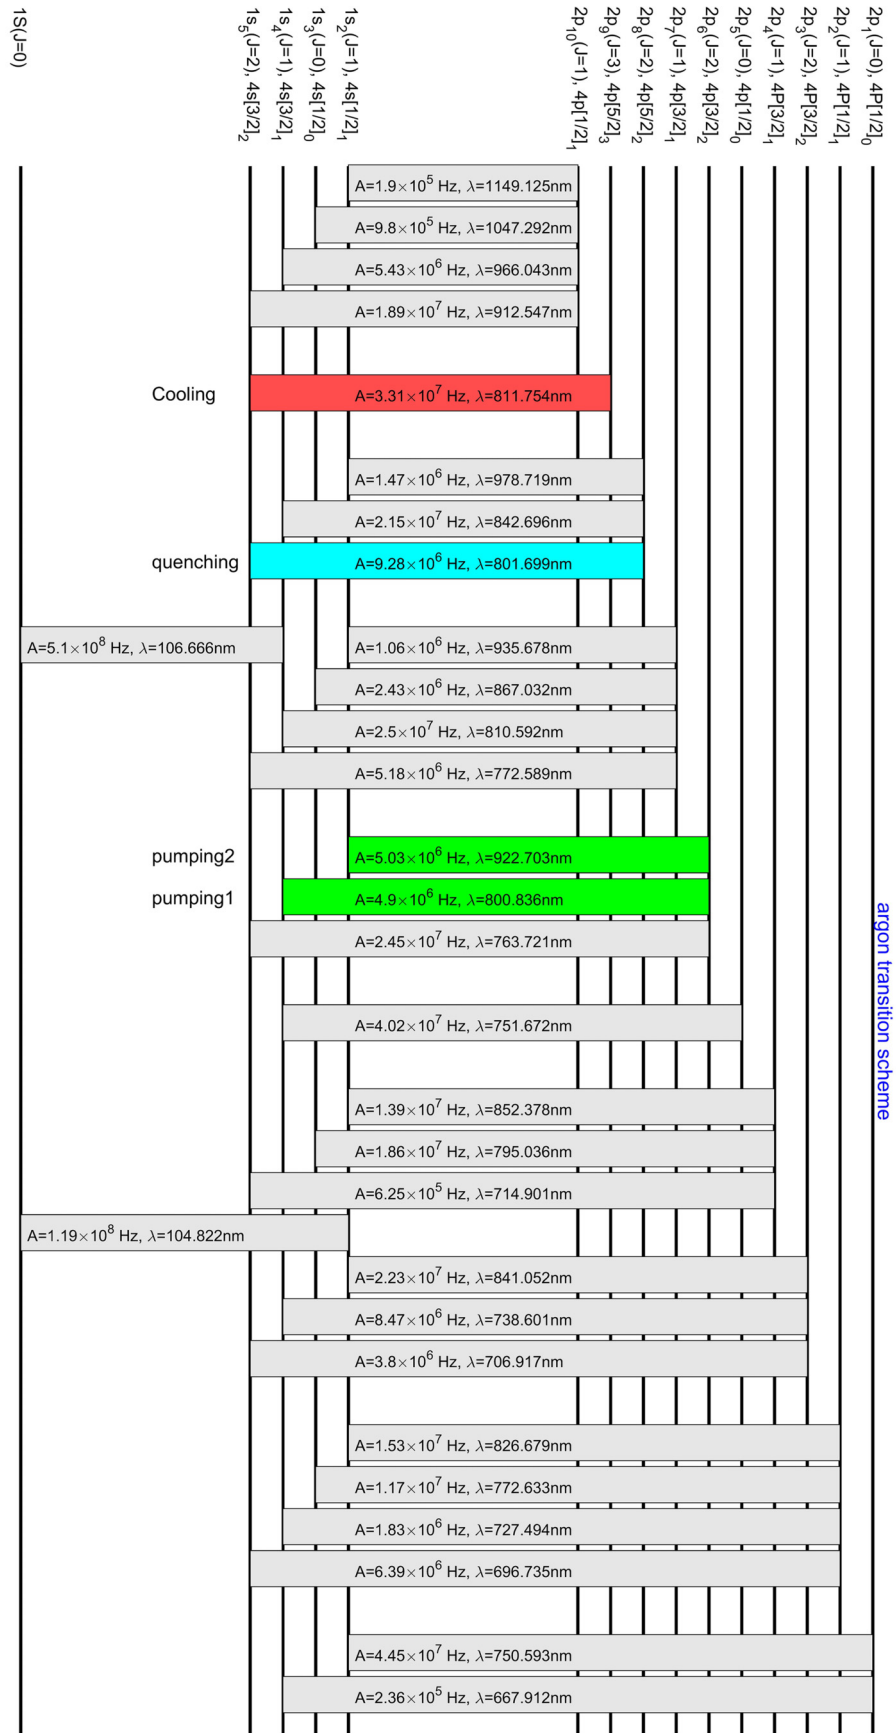 1S(J=0)
1s5(J=2), 4s[3/2]2
1s4(J=1), 4s[3/2]1
1s3(J=0), 4s[1/2]0
1s2(J=1), 4s[1/2]1
2p10(J=1), 4p[1/2]1
2p9(J=3), 4p[5/2]3
2p8(J=2), 4p[5/2]2
2p7(J=1), 4p[3/2]1
2p6(J=2), 4p[3/2]2
2p5(J=0), 4p[1/2]0
2p4(J=1), 4P[3/2]1
2p3(J=2), 4P[3/2]2
2p2(J=1), 4P[1/2]1
2p1(J=0), 4P[1/2]0
A=1.9×10^5 Hz, λ=1149.125nm
A=9.8×10^5 Hz, λ=1047.292nm
A=5.43×10^6 Hz, λ=966.043nm
A=1.89×10^7 Hz, λ=912.547nm
Cooling
A=3.31×10^7 Hz, λ=811.754nm
A=1.47×10^6 Hz, λ=978.719nm
A=2.15×10^7 Hz, λ=842.696nm
quenching
A=9.28×10^6 Hz, λ=801.699nm
A=5.1×10^8 Hz, λ=106.666nm
A=1.06×10^6 Hz, λ=935.678nm
A=2.43×10^6 Hz, λ=867.032nm
A=2.5×10^7 Hz, λ=810.592nm
A=5.18×10^6 Hz, λ=772.589nm
pumping2
A=5.03×10^6 Hz, λ=922.703nm
pumping1
A=4.9×10^6 Hz, λ=800.836nm
A=2.45×10^7 Hz, λ=763.721nm
A=4.02×10^7 Hz, λ=751.672nm
A=1.39×10^7 Hz, λ=852.378nm
A=1.86×10^7 Hz, λ=795.036nm
A=6.25×10^5 Hz, λ=714.901nm
A=1.19×10^8 Hz, λ=104.822nm
A=2.23×10^7 Hz, λ=841.052nm
A=8.47×10^6 Hz, λ=738.601nm
A=3.8×10^6 Hz, λ=706.917nm
A=1.53×10^7 Hz, λ=826.679nm
A=1.17×10^7 Hz, λ=772.633nm
A=1.83×10^6 Hz, λ=727.494nm
A=6.39×10^6 Hz, λ=696.735nm
A=4.45×10^7 Hz, λ=750.593nm
A=2.36×10^5 Hz, λ=667.912nm
argon transition scheme